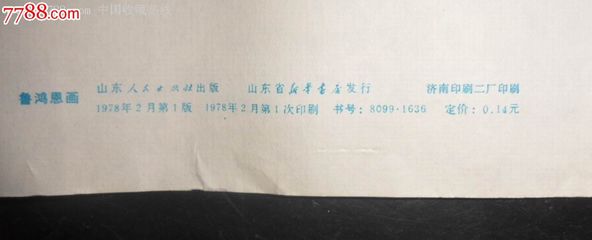 7788.com 中国收藏热线
鲁鸿恩画
山东人民出版社出版 山东省新华书店发行 济南印刷二厂印刷
1978年2月第1版 1978年2月第1次印刷 书号：8099·1636 定价：0.14元